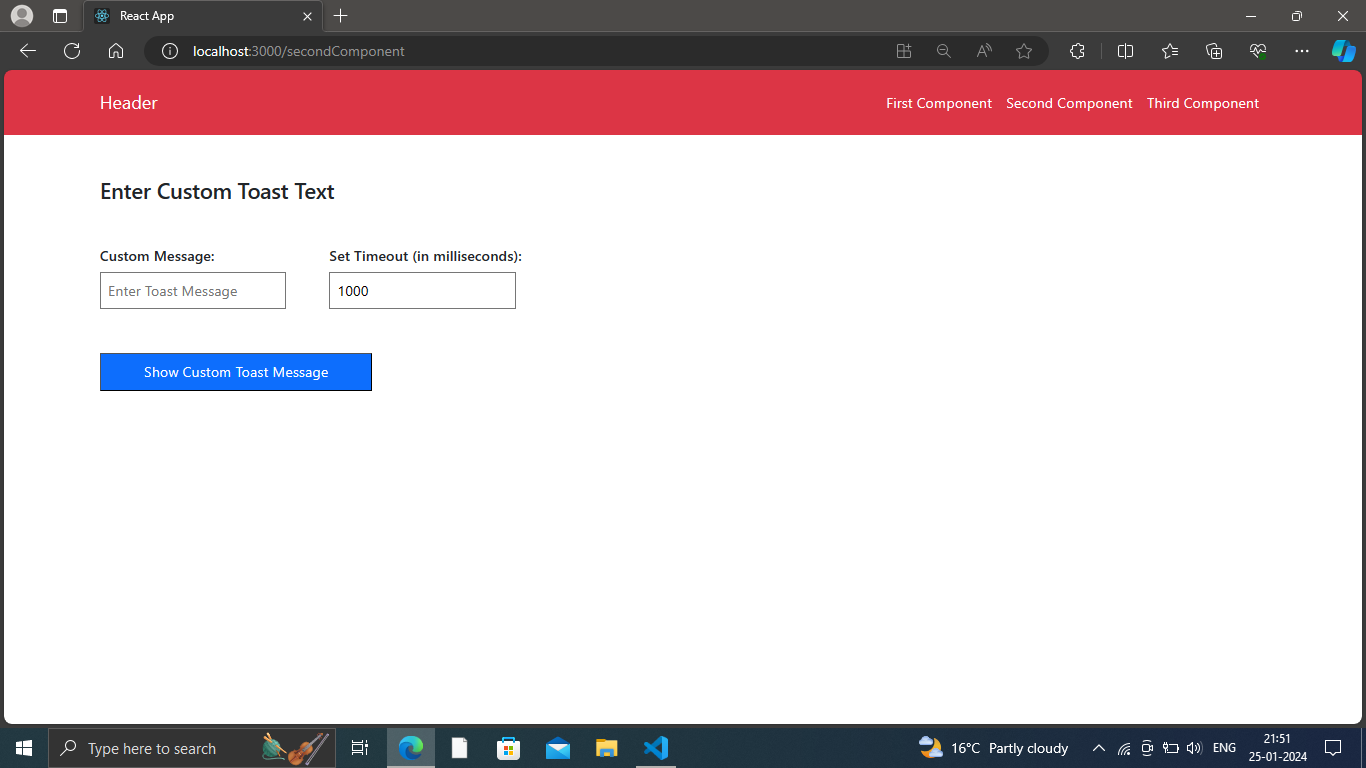 React App
localhost:3000/secondComponent
Header
First Component Second Component Third Component
Enter Custom Toast Text
Custom Message: Set Timeout (in milliseconds):
Enter Toast Message 1000
Show Custom Toast Message
Type here to search
16°C Partly cloudy
ENG
21:51
25-01-2024